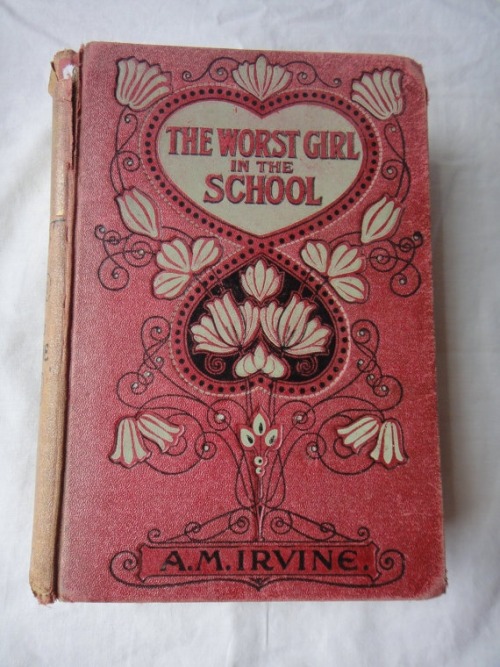 THE WORST GIRL
IN THE
SCHOOL
A.M.IRVINE.